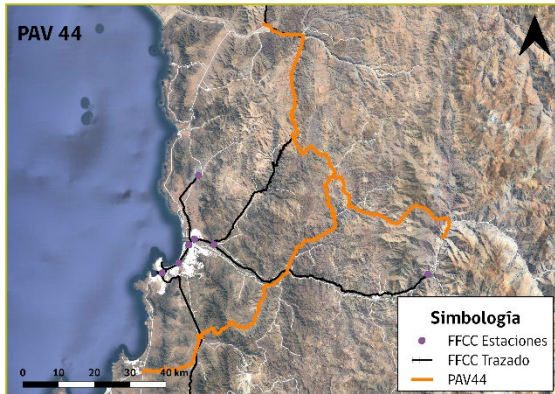 PAV 44
Simbología
FFCC Estaciones
FFCC Trazado
PAV44
0 10 20 30 40 km